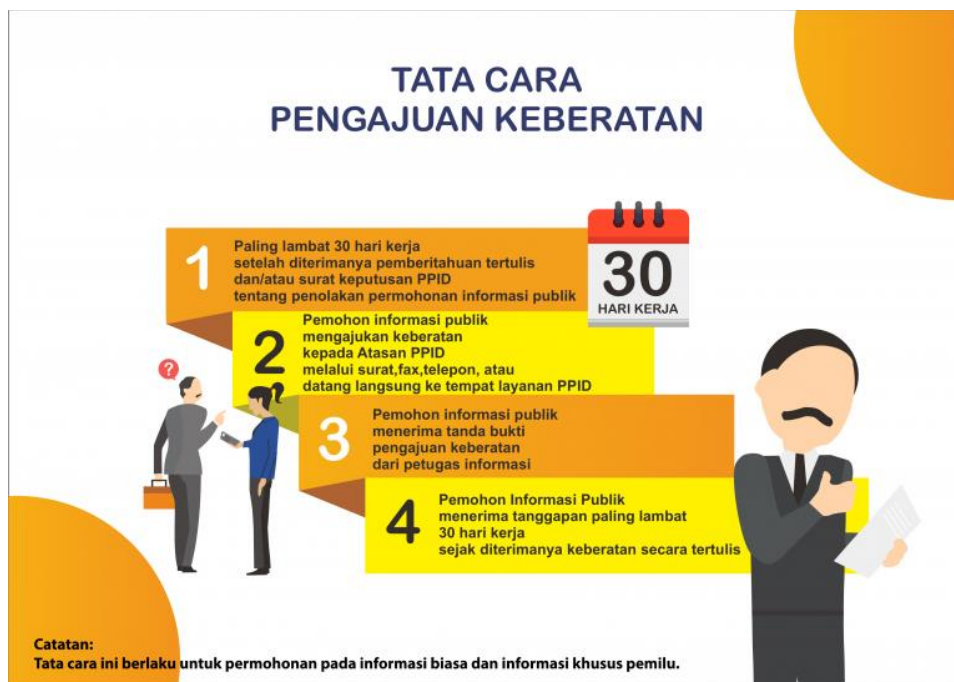 TATA CARA
PENGAJUAN KEBERATAN
1
Paling lambat 30 hari kerja
setelah diterimanya pemberitahuan tertulis
dan/atau surat keputusan PPID
tentang penolakan permohonan informasi publik
30
HARI KERJA
2
Pemohon informasi publik
mengajukan keberatan
kepada Atasan PPID
melalui surat,fax,telepon, atau
datang langsung ke tempat layanan PPID
?
3
Pemohon informasi publik
menerima tanda bukti
pengajuan keberatan
dari petugas informasi
4
Pemohon Informasi Publik
menerima tanggapan paling lambat
30 hari kerja
sejak diterimanya keberatan secara tertulis
Catatan:
Tata cara ini berlaku untuk permohonan pada informasi biasa dan informasi khusus pemilu.